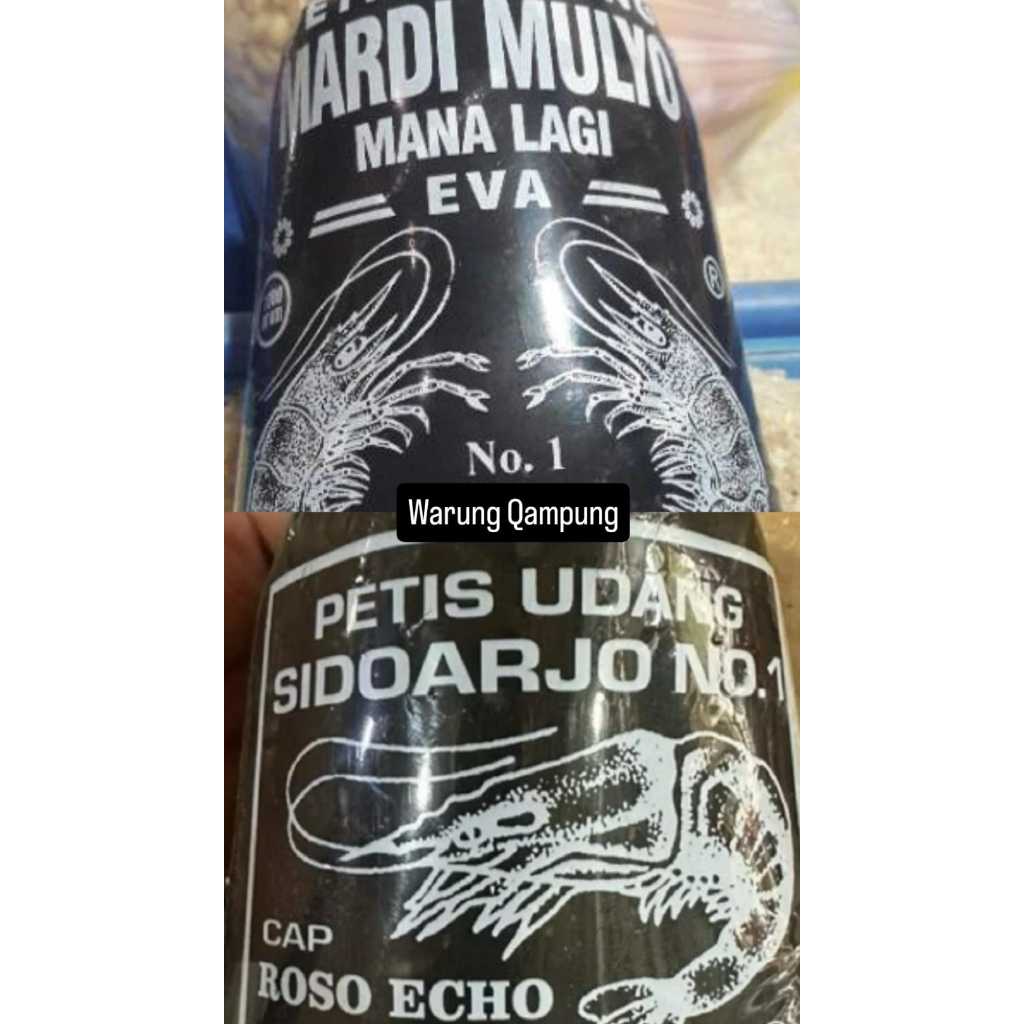 MARDI MULYO
MANA LAGI
EVA
®
No. 1
Warung Qampung
PETIS UDANG
SIDOARJO NO.1
CAP
ROSO ECHO